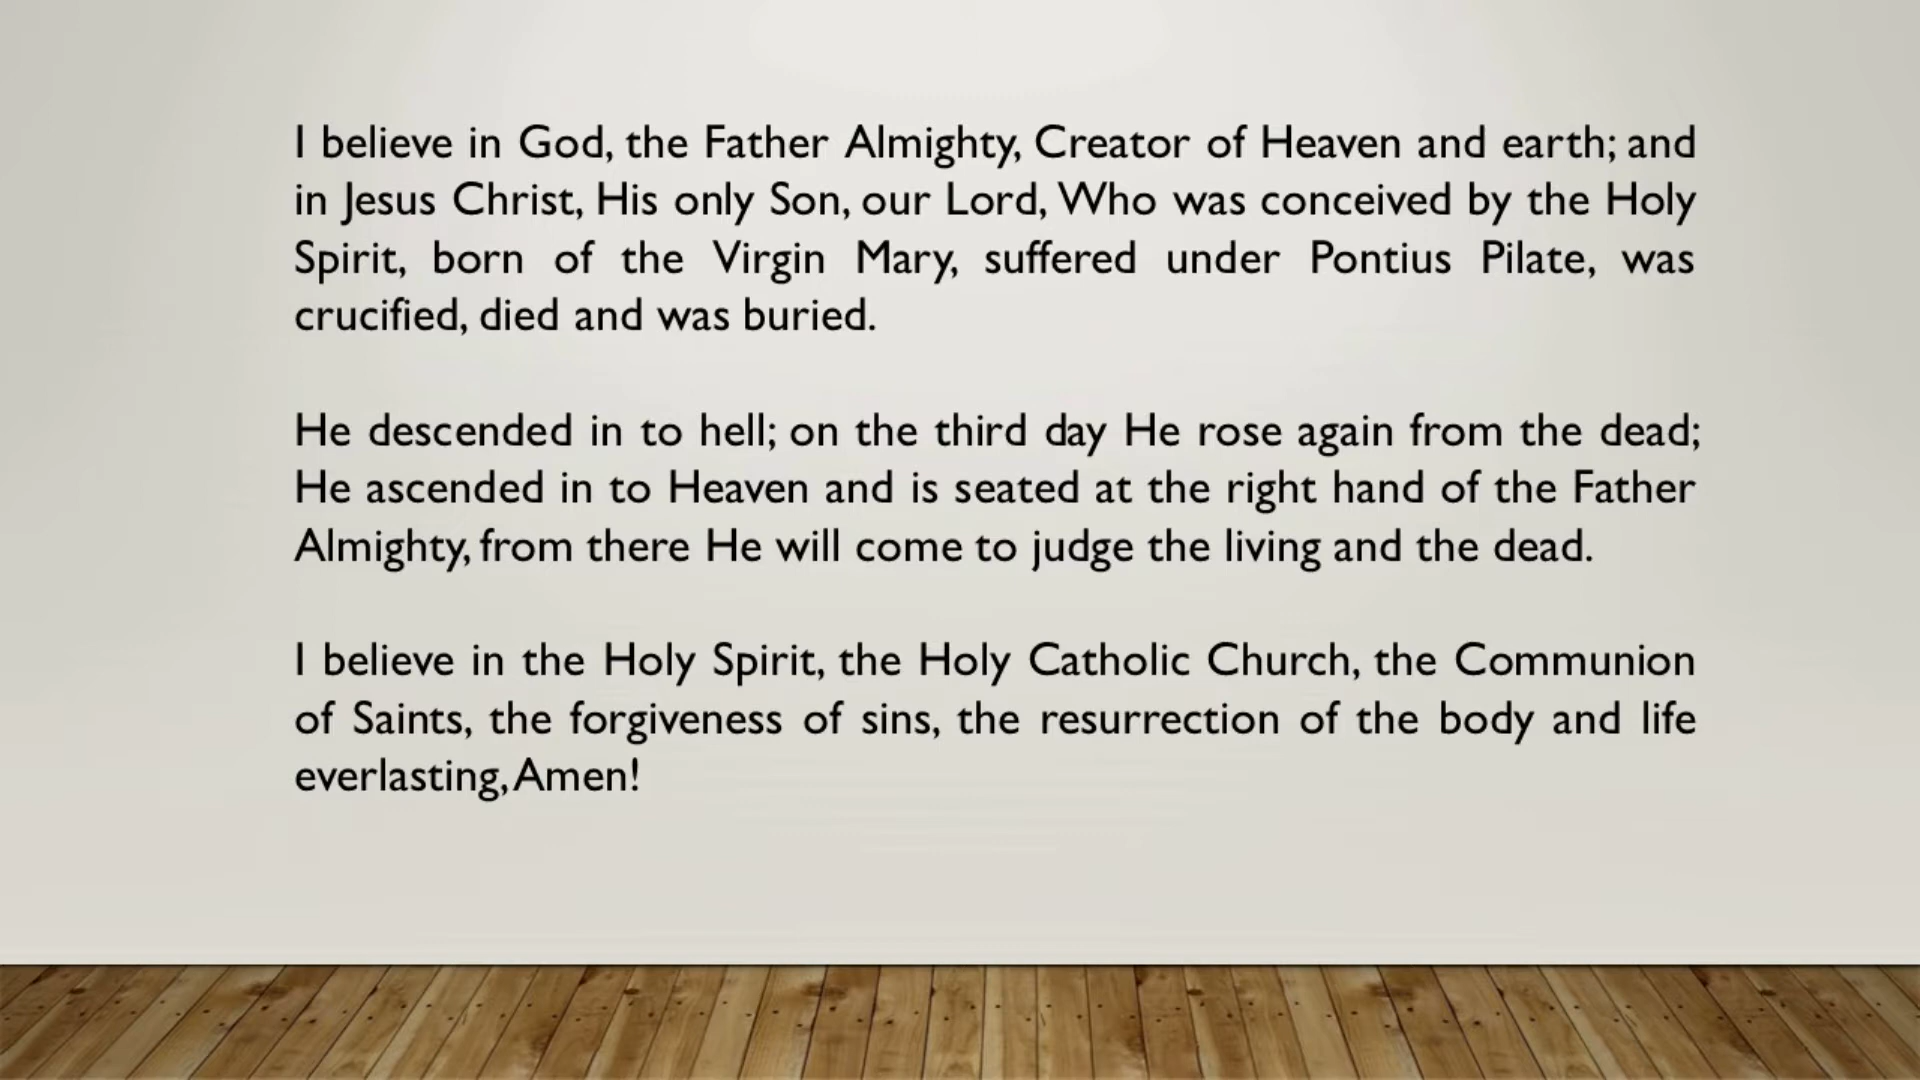 I believe in God, the Father Almighty, Creator of Heaven and earth; and
in Jesus Christ, His only Son, our Lord, Who was conceived by the Holy
Spirit, born of the Virgin Mary, suffered under Pontius Pilate, was
crucified, died and was buried.
He descended in to hell; on the third day He rose again from the dead;
He ascended in to Heaven and is seated at the right hand of the Father
Almighty, from there He will come to judge the living and the dead.
I believe in the Holy Spirit, the Holy Catholic Church, the Communion
of Saints, the forgiveness of sins, the resurrection of the body and life
everlasting, Amen!